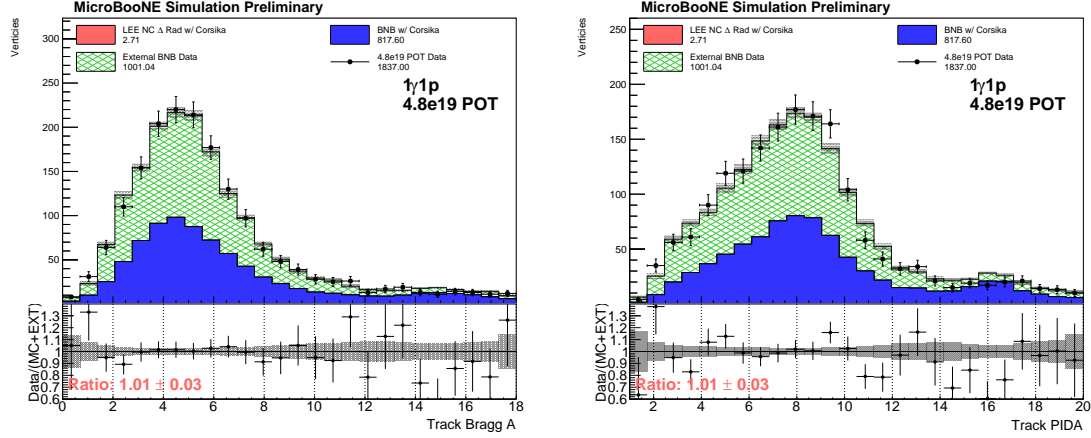 MicroBooNE Simulation Preliminary
Verticies
300
250
200
150
100
50
LEE NC Δ Rad w/ Corsika
2.71
BNB w/ Corsika
817.60
External BNB Data
1001.04
4.8e19 POT Data
1837.00
1γ1p
4.8e19 POT
Data/(MC+EXT)
1.3
1.2
1.1
1
0.9
0.8
0.7
0.6
Ratio: 1.01 ± 0.03
0 2 4 6 8 10 12 14 16 18
Track Bragg A
MicroBooNE Simulation Preliminary
Verticies
250
200
150
100
50
LEE NC Δ Rad w/ Corsika
2.71
BNB w/ Corsika
817.60
External BNB Data
1001.04
4.8e19 POT Data
1837.00
1γ1p
4.8e19 POT
Data/(MC+EXT)
1.3
1.2
1.1
1
0.9
0.8
0.7
0.6
Ratio: 1.01 ± 0.03
2 4 6 8 10 12 14 16 18 20
Track PIDA